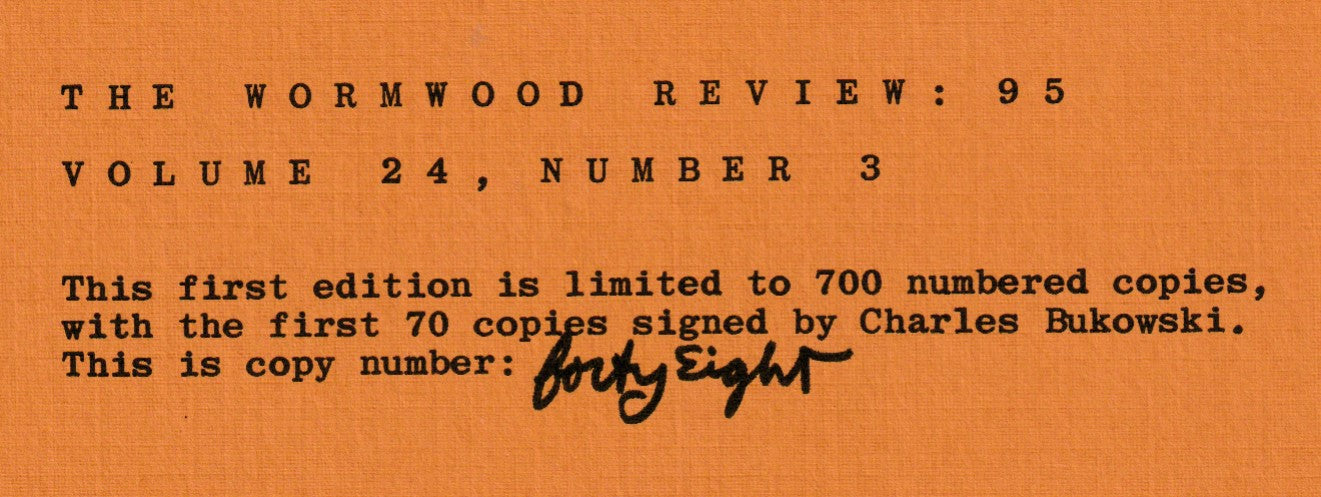 THE WORMWOOD REVIEW: 95
VOLUME 24, NUMBER 3
This first edition is limited to 700 numbered copies,
with the first 70 copies signed by Charles Bukowski.
This is copy number: forty Eight